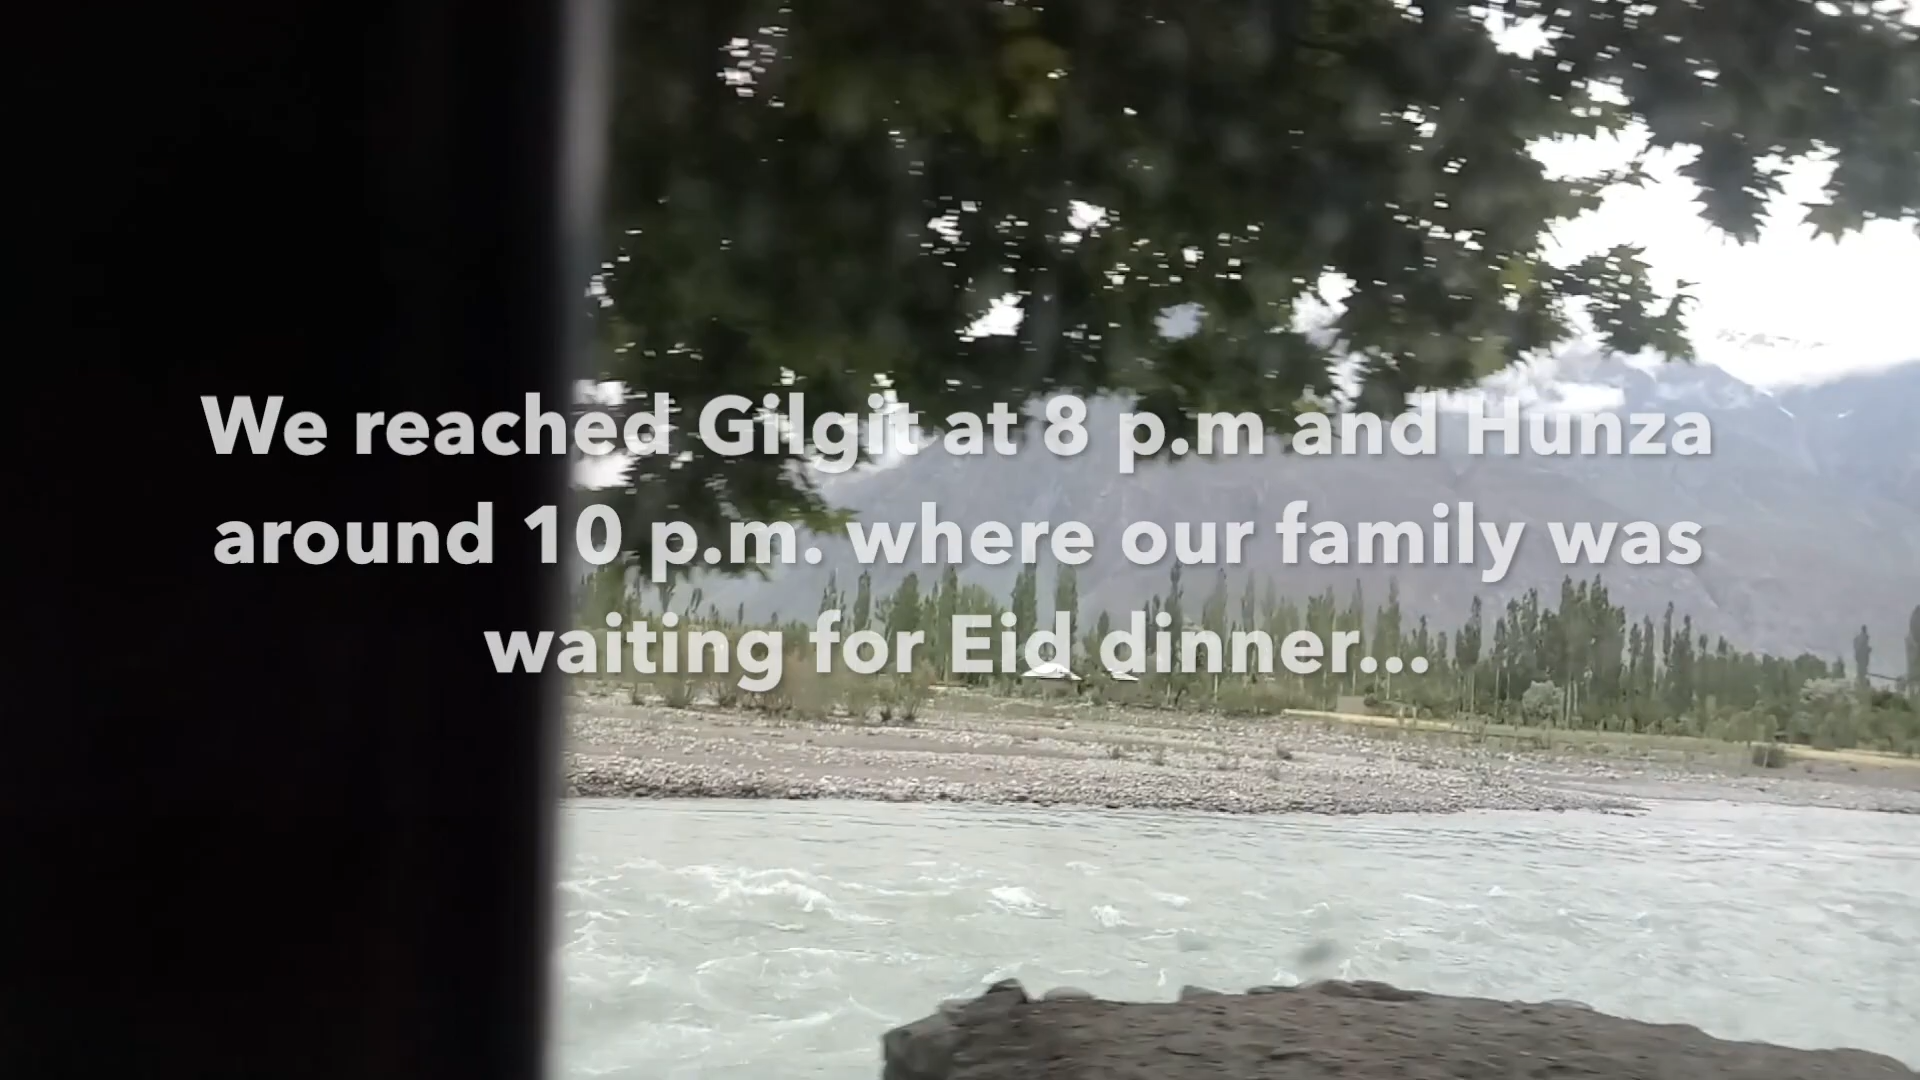 We reached Gilgit at 8 p.m and Hunza
around 10 p.m. where our family was
waiting for Eid dinner...